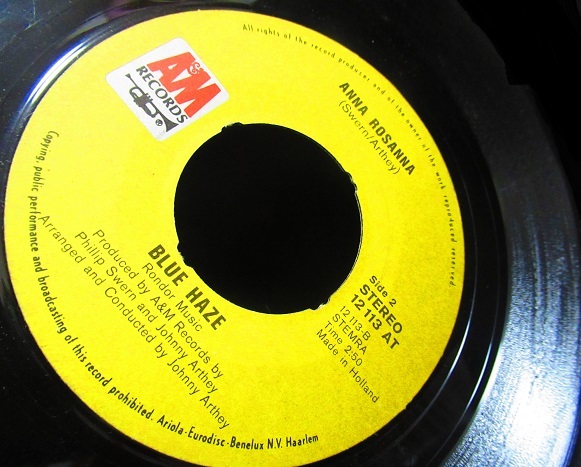 All rights of the record producer and of the owner of the work reproduced reserved.
A&M
RECORDS
ANNA ROSANNA
(Swern/Arthey)
Side 2
STEREO
12 113 AT
12 113-B
STEMRA
Time 2:50
Made in Holland
BLUE HAZE
Rondor Music
Produced by A&M Records by
Phillip Swern and Johnny Arthey
Arranged and Conducted by Johnny Arthey
Copying, public performance and broadcasting of this record prohibited. Ariola-Eurodisc-Benelux N.V. Haarlem